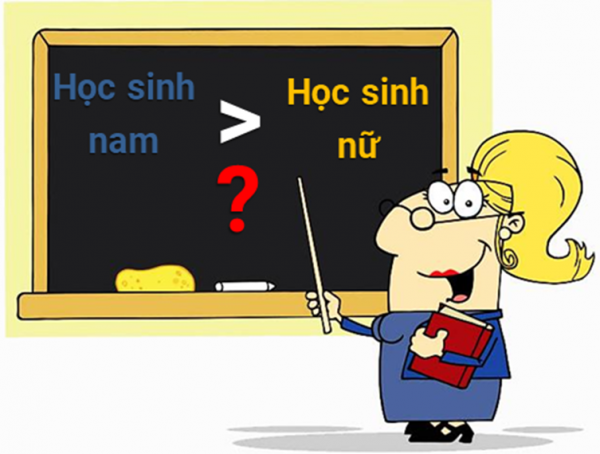 Học sinh
nam
>
?
Học sinh
nữ